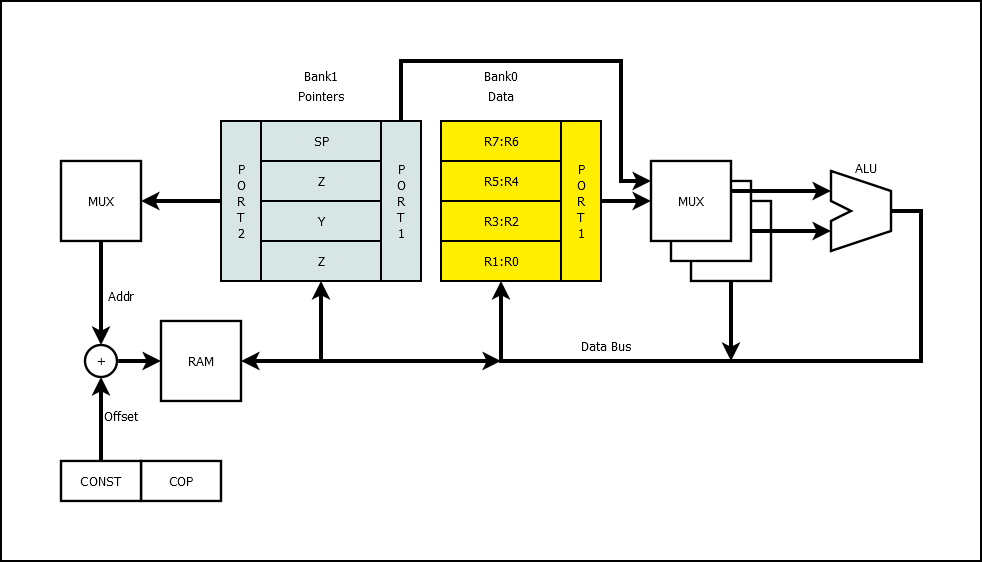 Bank1
Pointers
Bank0
Data
PORT2
SP
Z
Y
Z
PORT1
R7:R6
R5:R4
R3:R2
R1:R0
PORT1
MUX
MUX
ALU
Addr
+
RAM
Data Bus
Offset
CONST
COP